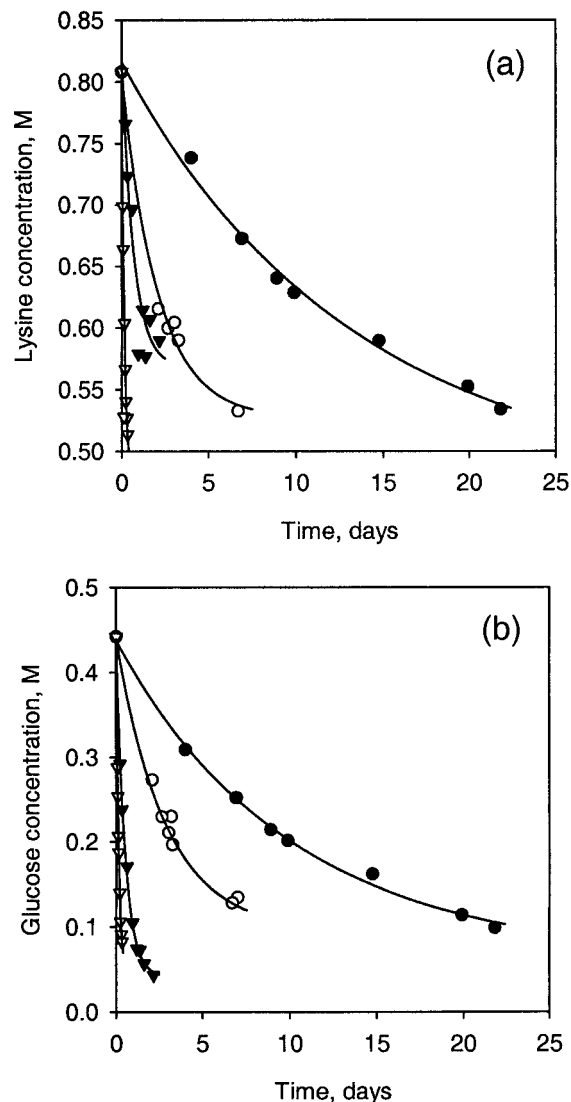 (a)
Lysine concentration, M
0.85
0.80
0.75
0.70
0.65
0.60
0.55
0.50
0 5 10 15 20 25
Time, days
(b)
Glucose concentration, M
0.5
0.4
0.3
0.2
0.1
0.0
0 5 10 15 20 25
Time, days